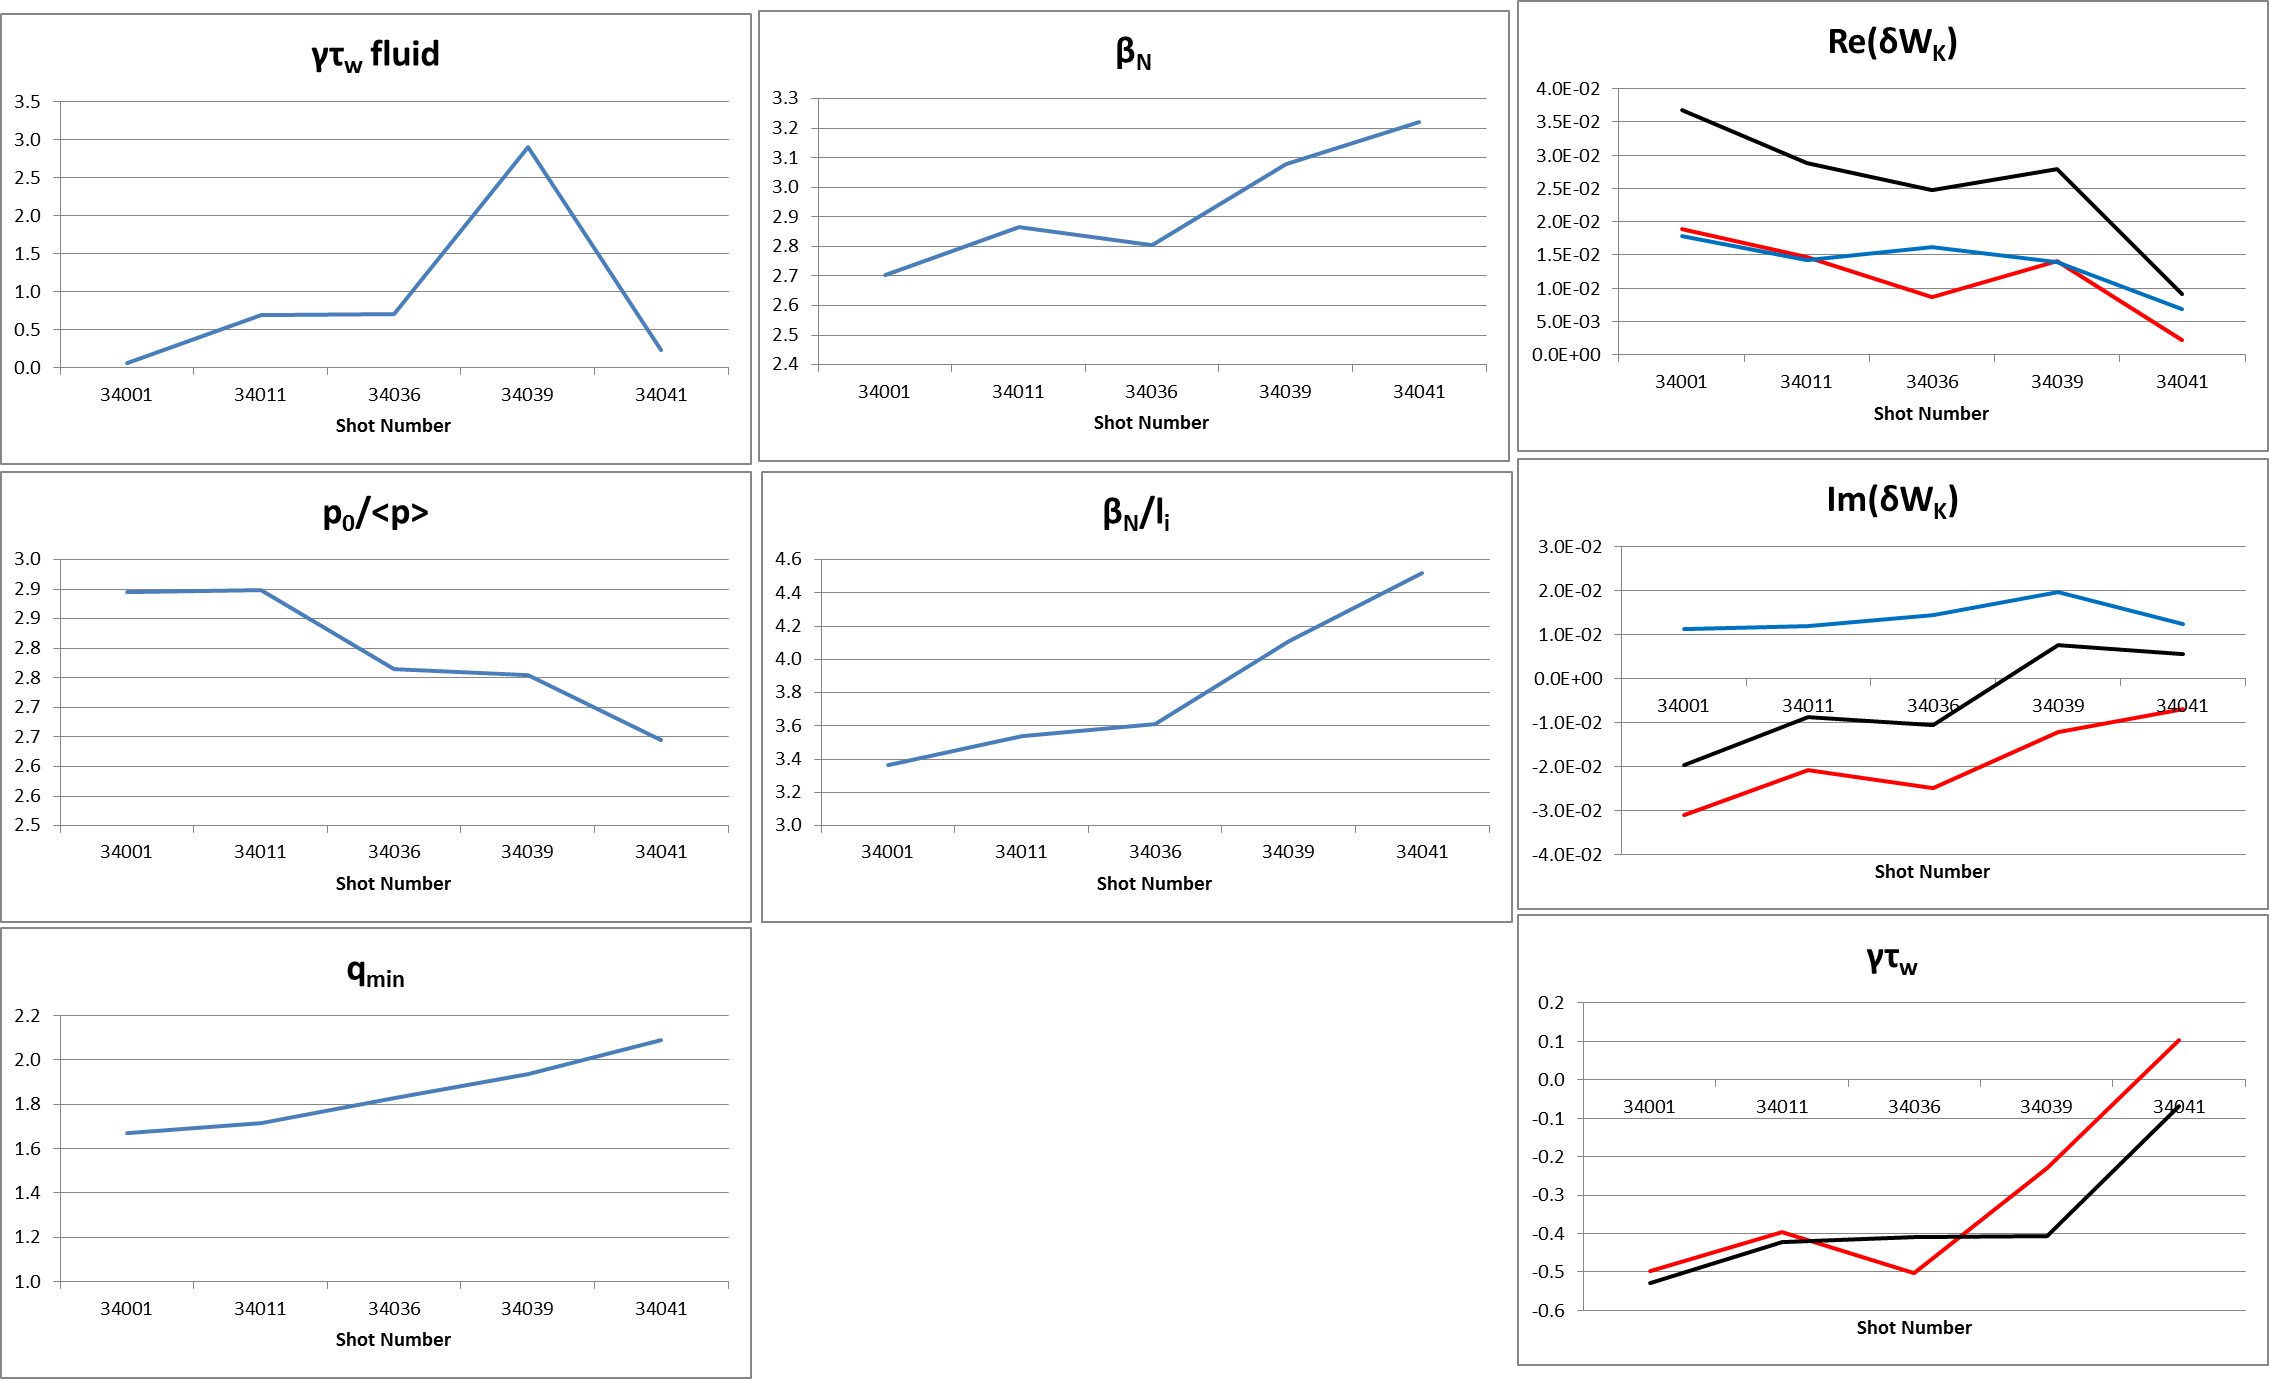 γτw fluid
3.5
3.0
2.5
2.0
1.5
1.0
0.5
0.0
34001 34011 34036 34039 34041
Shot Number
βN
3.3
3.2
3.1
3.0
2.9
2.8
2.7
2.6
2.5
2.4
34001 34011 34036 34039 34041
Shot Number
Re(δWK)
4.0E-02
3.5E-02
3.0E-02
2.5E-02
2.0E-02
1.5E-02
1.0E-02
5.0E-03
0.0E+00
34001 34011 34036 34039 34041
Shot Number
p0/<p>
3.0
2.9
2.9
2.8
2.8
2.7
2.7
2.6
2.6
2.5
34001 34011 34036 34039 34041
Shot Number
βN/li
4.6
4.4
4.2
4.0
3.8
3.6
3.4
3.2
3.0
34001 34011 34036 34039 34041
Shot Number
Im(δWK)
3.0E-02
2.0E-02
1.0E-02
0.0E+00
34001 34011 34036 34039 34041
-1.0E-02
-2.0E-02
-3.0E-02
-4.0E-02
Shot Number
qmin
2.2
2.0
1.8
1.6
1.4
1.2
1.0
34001 34011 34036 34039 34041
Shot Number
γτw
0.2
0.1
0.0
34001 34011 34036 34039 34041
-0.1
-0.2
-0.3
-0.4
-0.5
-0.6
Shot Number